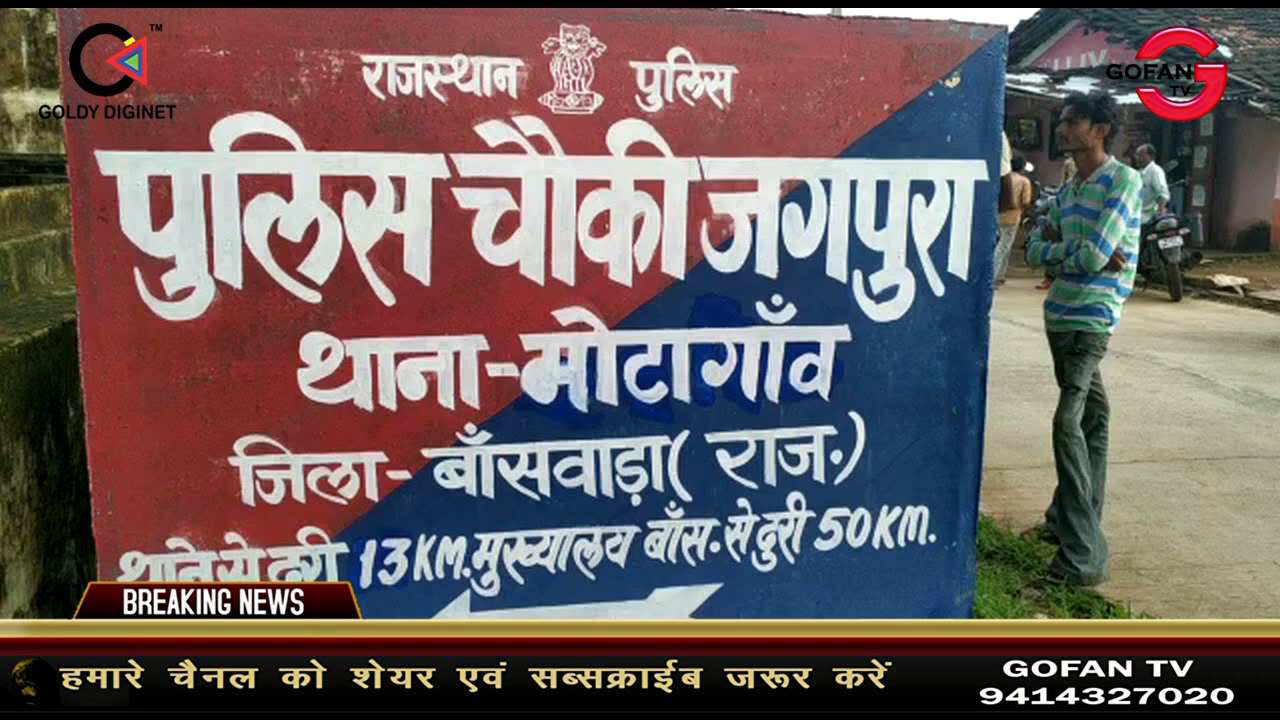 TM
GOLDY DIGINET
GOFAN
TV
राजस्थान पुलिस
पुलिस चौकी जगपुरा
थाना-मोटागाँव
जिला-बाँसवाड़ा (राज.)
थाने से दुरी 13 KM. मुख्यालय बाँस. से दुरी 50 KM.
BREAKING NEWS
हमारे चैनल को शेयर एवं सब्सक्राईब जरूर करें
GOFAN TV
9414327020